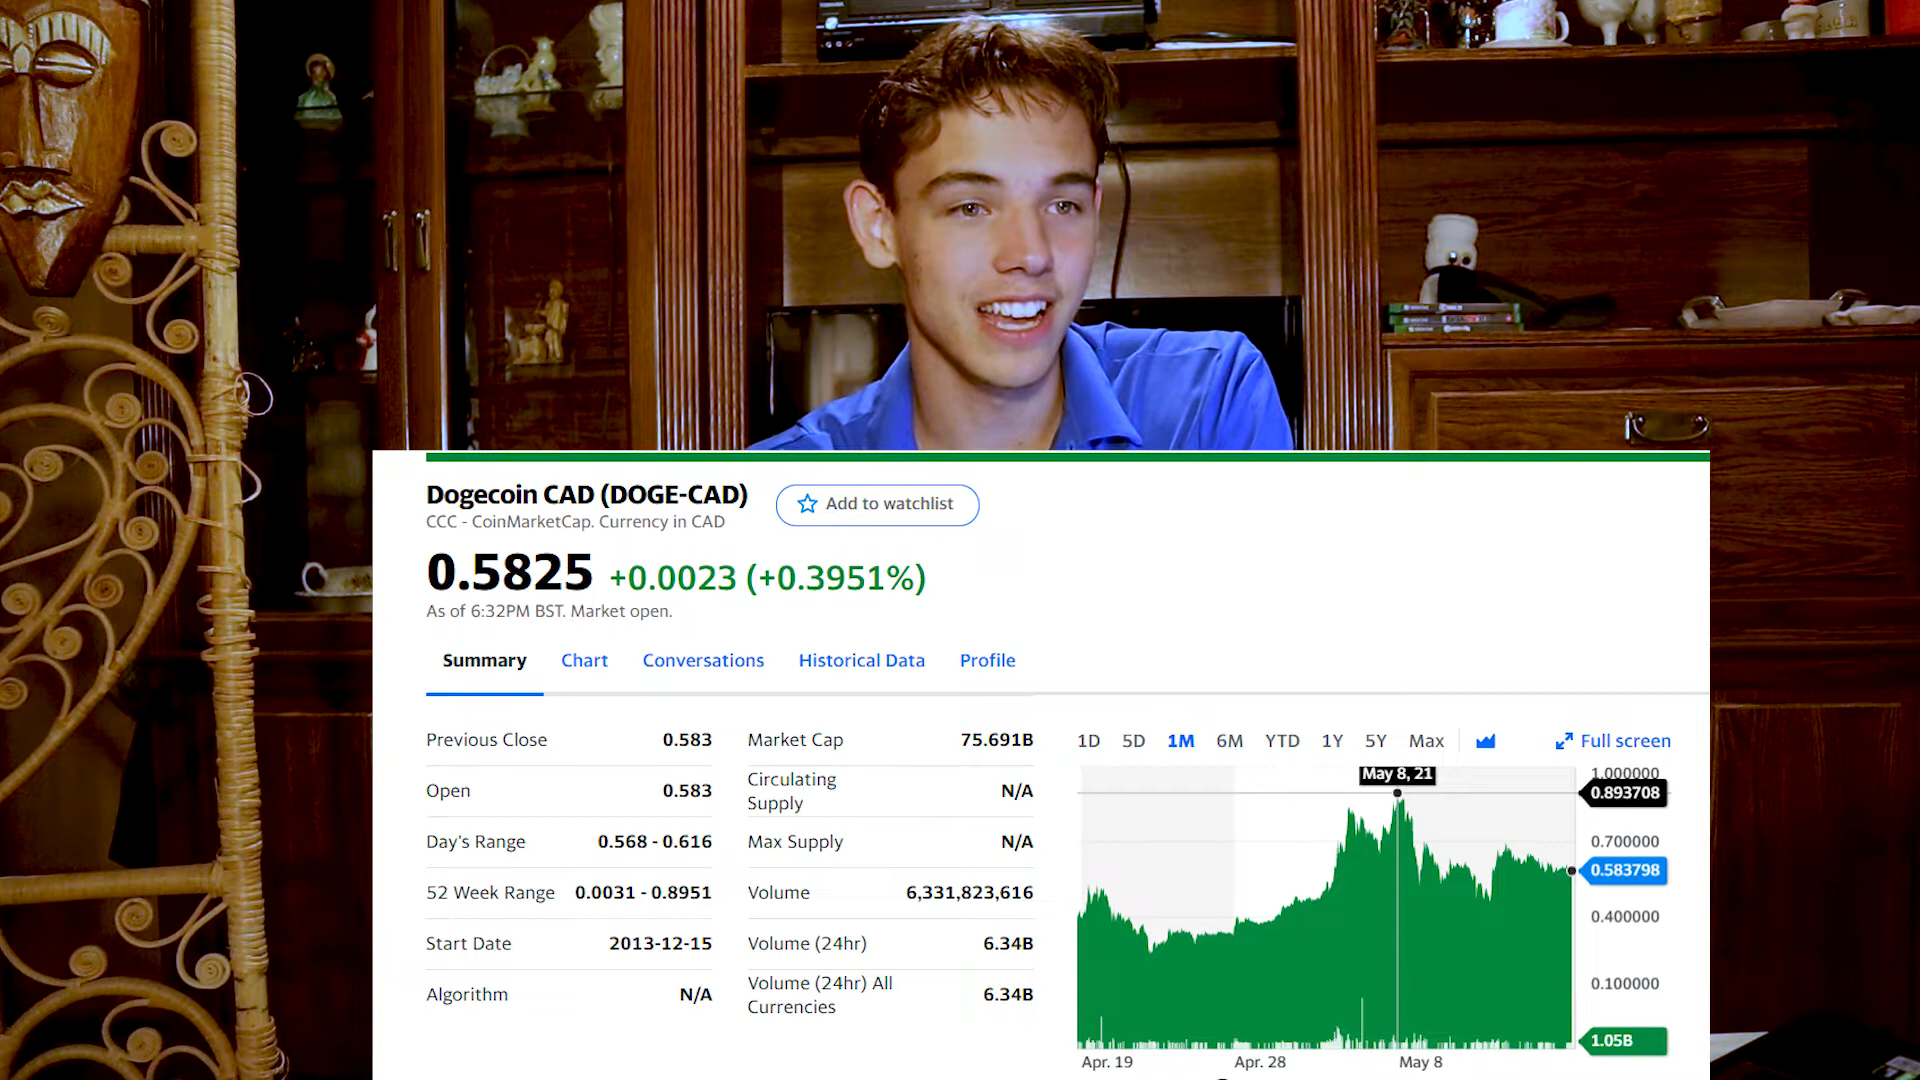 Dogecoin CAD (DOGE-CAD)
Add to watchlist
CCC - CoinMarketCap. Currency in CAD
0.5825 +0.0023 (+0.3951%)
As of 6:32PM BST. Market open.
Summary Chart Conversations Historical Data Profile
Previous Close 0.583
Open 0.583
Day's Range 0.568 - 0.616
52 Week Range 0.0031 - 0.8951
Start Date 2013-12-15
Algorithm N/A
Market Cap 75.691B
Circulating
Supply N/A
Max Supply N/A
Volume 6,331,823,616
Volume (24hr) 6.34B
Volume (24hr) All
Currencies 6.34B
1D 5D 1M 6M YTD 1Y 5Y Max Full screen
May 8, 21
1.000000
0.893708
0.700000
0.583798
0.400000
0.100000
1.05B
Apr. 19 Apr. 28 May 8